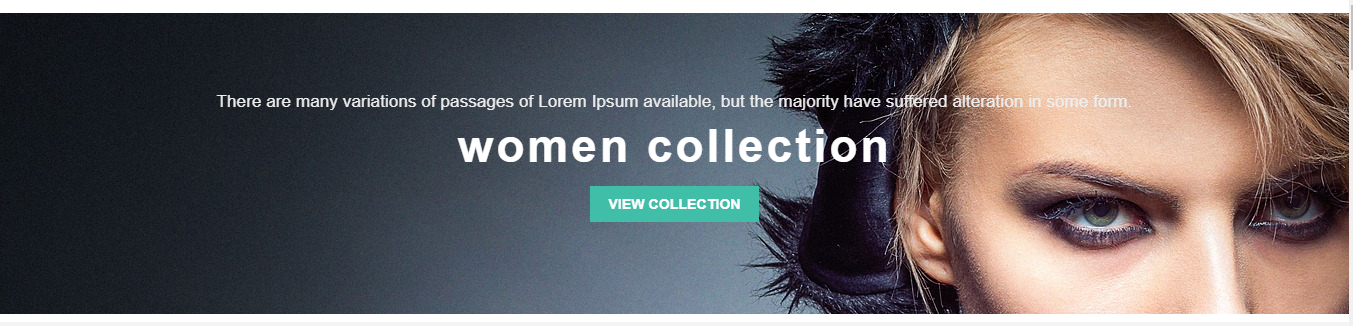 There are many variations of passages of Lorem Ipsum available, but the majority have suffered alteration in some form.
women collection
VIEW COLLECTION